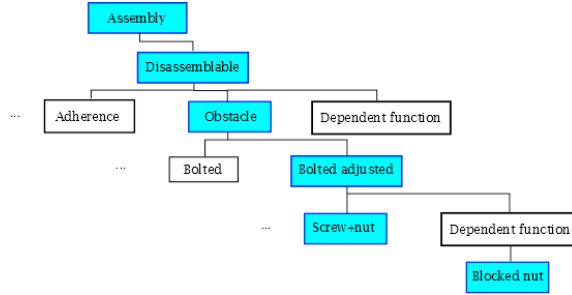 Assembly
Disassemblable
... Adherence Obstacle Dependent function
... Bolted Bolted adjusted
... Screw+nut Dependent function
Blocked nut